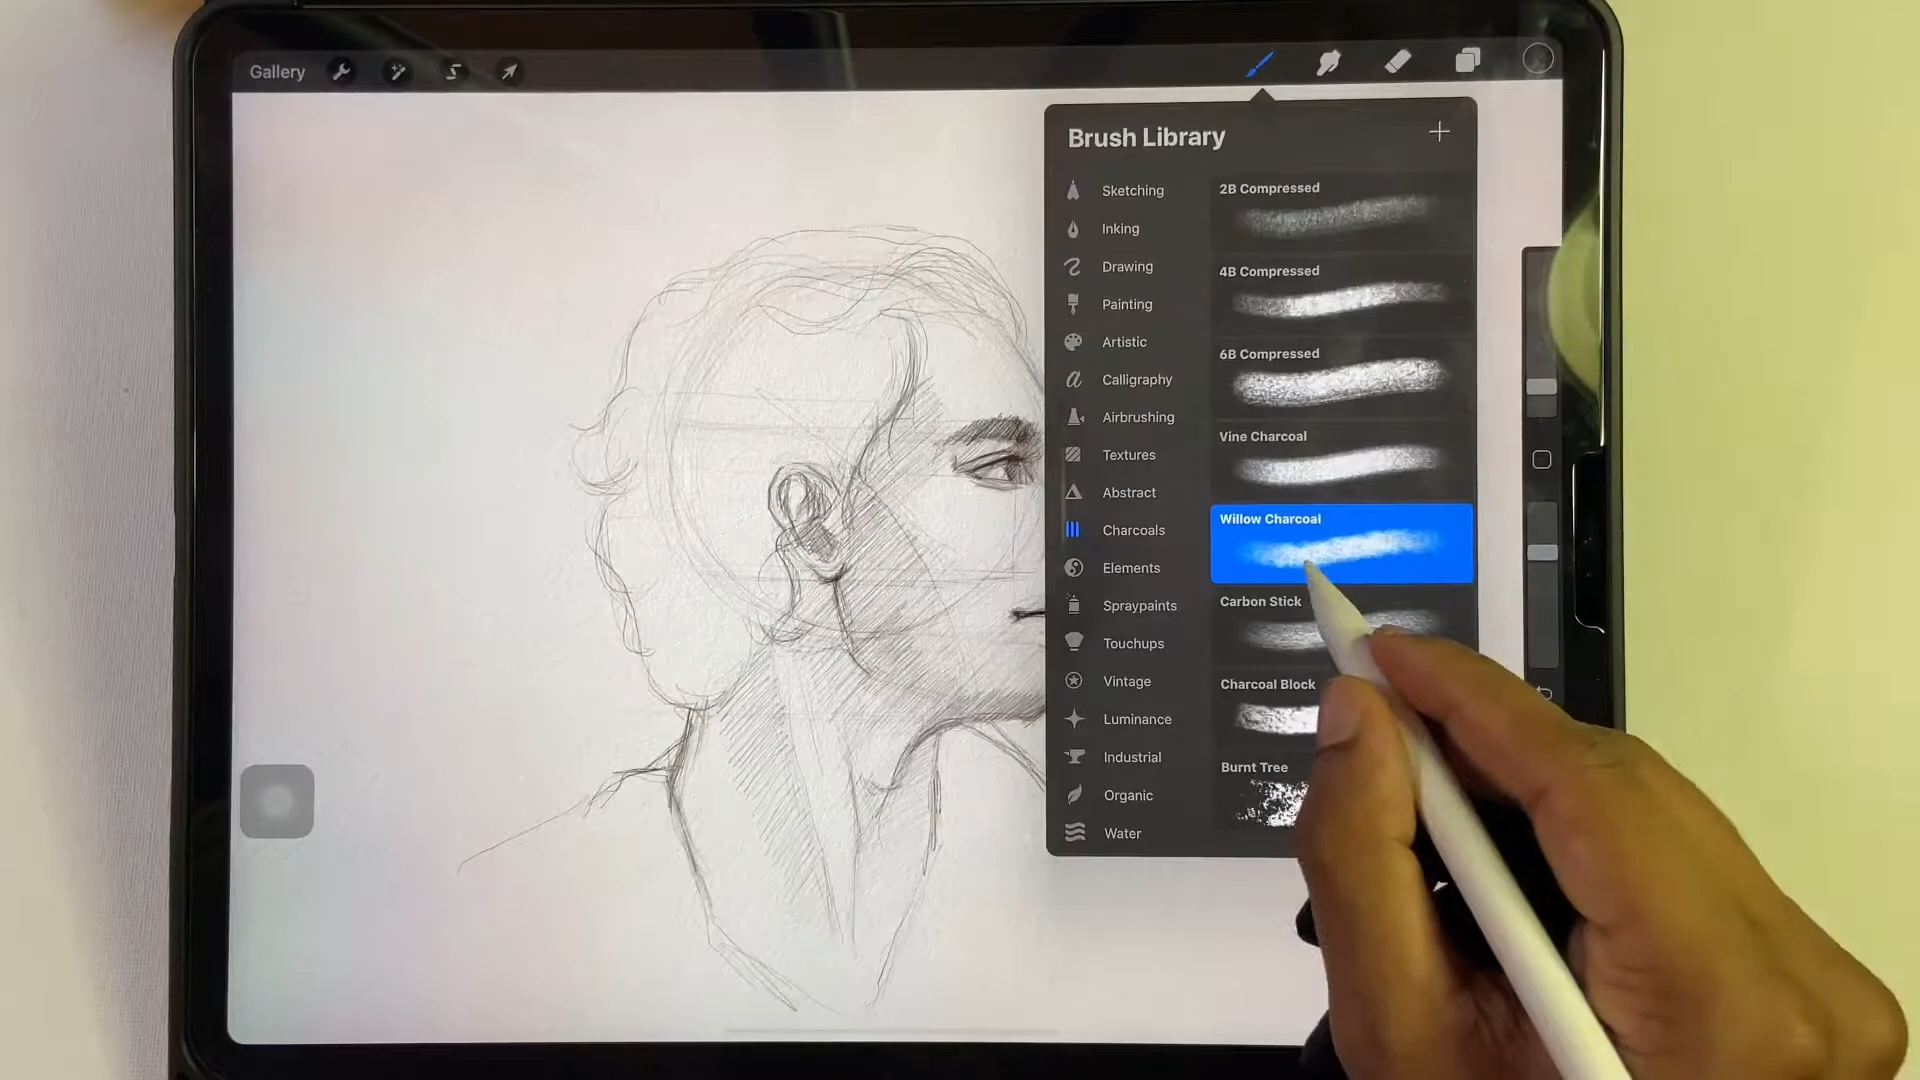 Gallery
Brush Library
Sketching
Inking
Drawing
Painting
Artistic
Calligraphy
Airbrushing
Textures
Abstract
Charcoals
Elements
Spraypaints
Touchups
Vintage
Luminance
Industrial
Organic
Water
2B Compressed
4B Compressed
6B Compressed
Vine Charcoal
Willow Charcoal
Carbon Stick
Charcoal Block
Burnt Tree